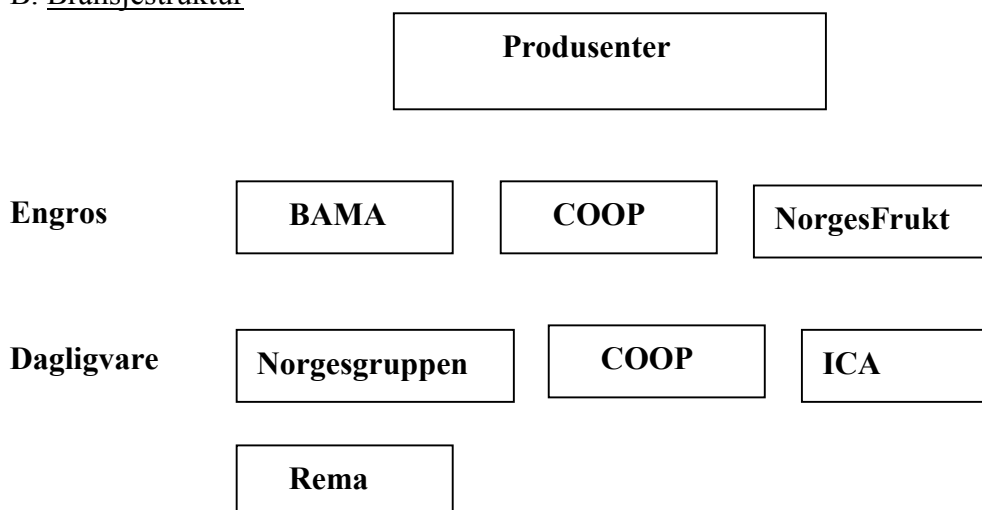 B. Bransjestruktur
Produsenter
Engros BAMA COOP NorgesFrukt
Dagligvare Norgesgruppen COOP ICA
Rema